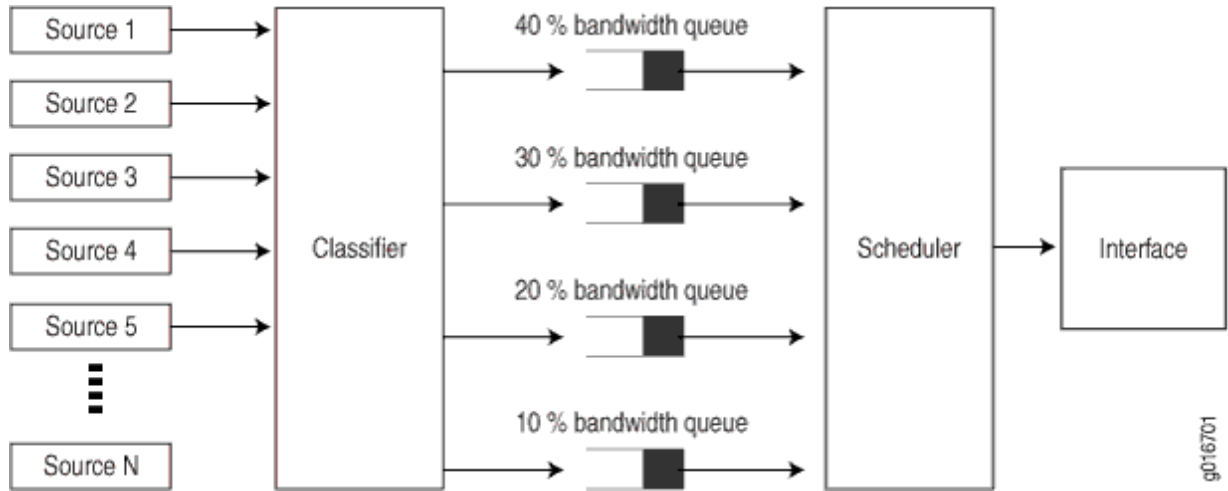 Source 1
Source 2
Source 3
Source 4
Source 5
Source N
Classifier
40 % bandwidth queue
30 % bandwidth queue
20 % bandwidth queue
10 % bandwidth queue
Scheduler
Interface
g016701